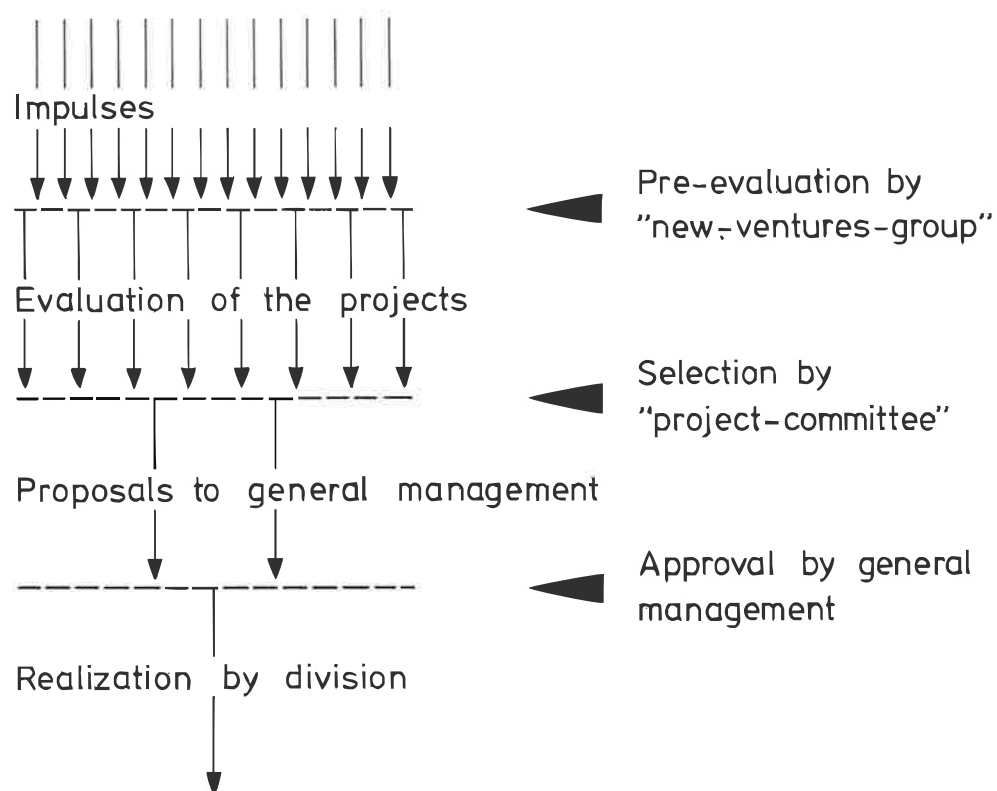 Impulses
Pre-evaluation by
"new-ventures-group"
Evaluation of the projects
Selection by
"project-committee"
Proposals to general management
Approval by general
management
Realization by division